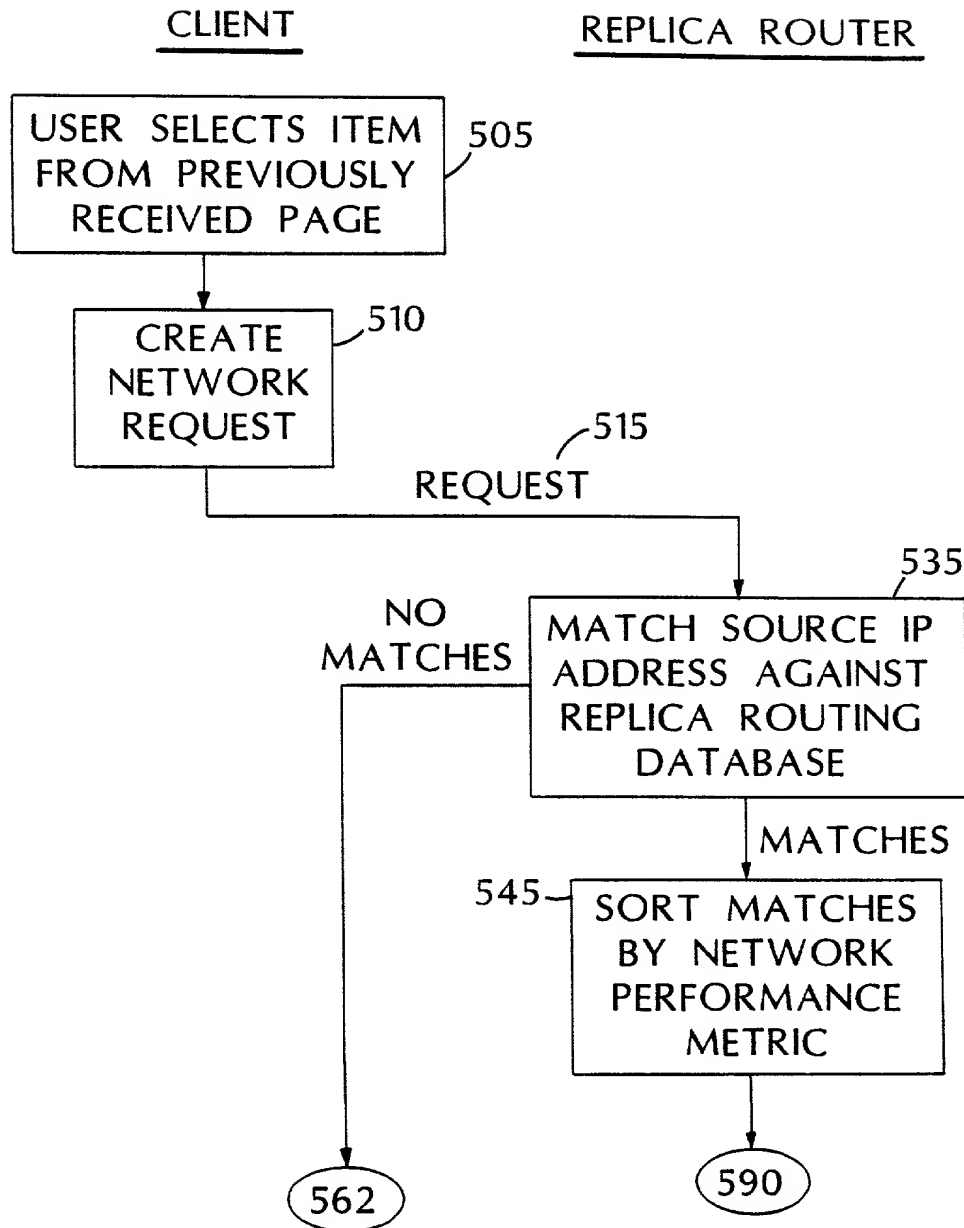 CLIENT
REPLICA ROUTER
USER SELECTS ITEM
FROM PREVIOUSLY
RECEIVED PAGE
505
CREATE
NETWORK
REQUEST
510
515
REQUEST
535
NO
MATCHES
MATCH SOURCE IP
ADDRESS AGAINST
REPLICA ROUTING
DATABASE
MATCHES
545
SORT MATCHES
BY NETWORK
PERFORMANCE
METRIC
562
590